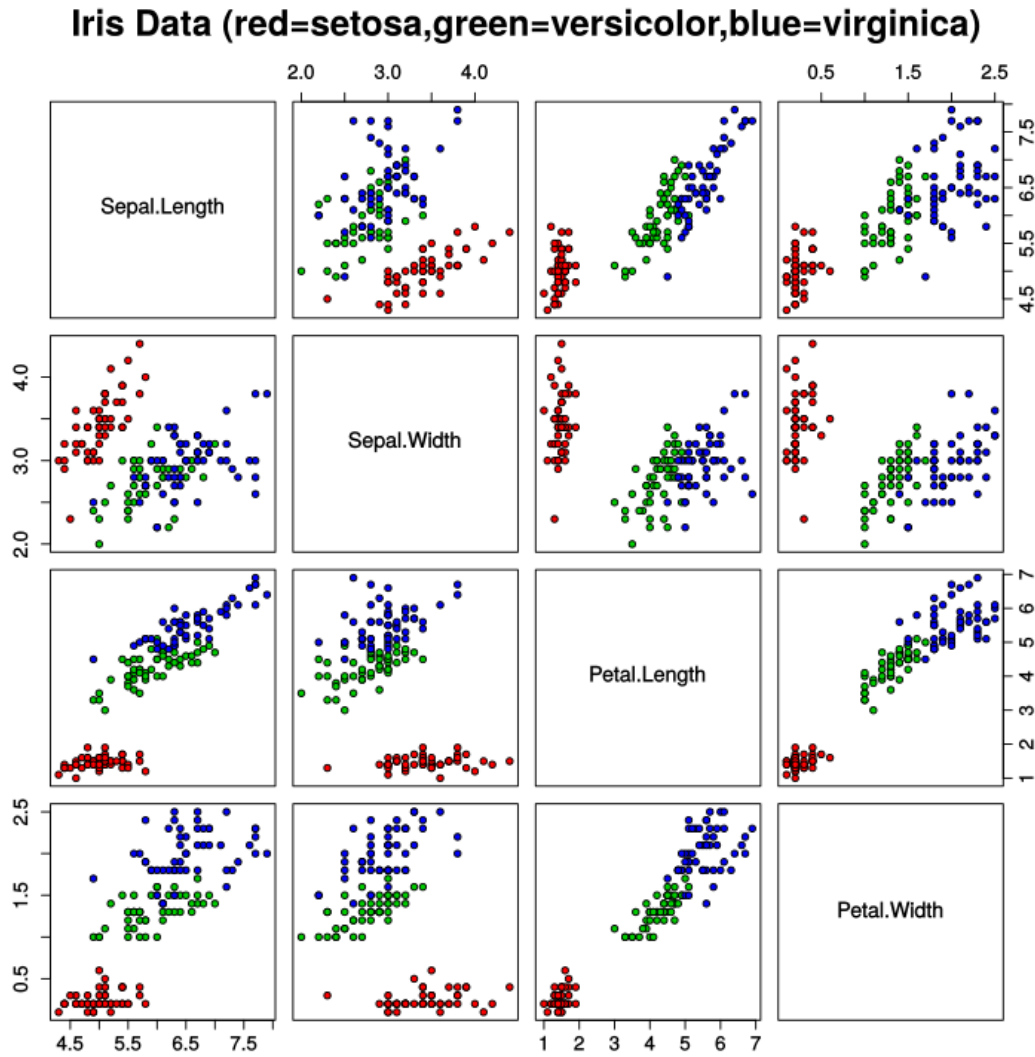 Iris Data (red=setosa,green=versicolor,blue=virginica)
2.0 3.0 4.0
0.5 1.5 2.5
Sepal.Length
4.5 5.5 6.5 7.5
2.0 3.0 4.0
Sepal.Width
Petal.Length
1 2 3 4 5 6 7
0.5 1.5 2.5
Petal.Width
4.5 5.5 6.5 7.5
1 2 3 4 5 6 7